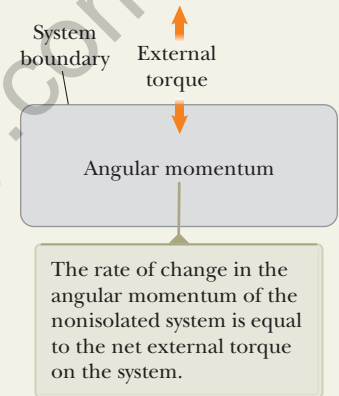 System
boundary
External
torque
Angular momentum
The rate of change in the
angular momentum of the
nonisolated system is equal
to the net external torque
on the system.
.com